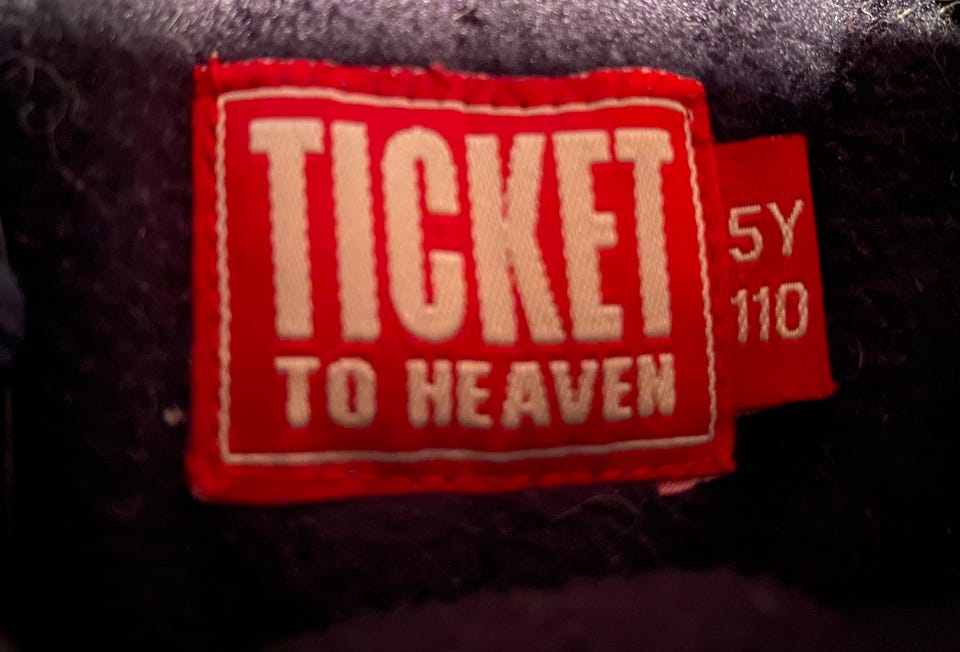 TICKET
TO HEAVEN
5Y
110